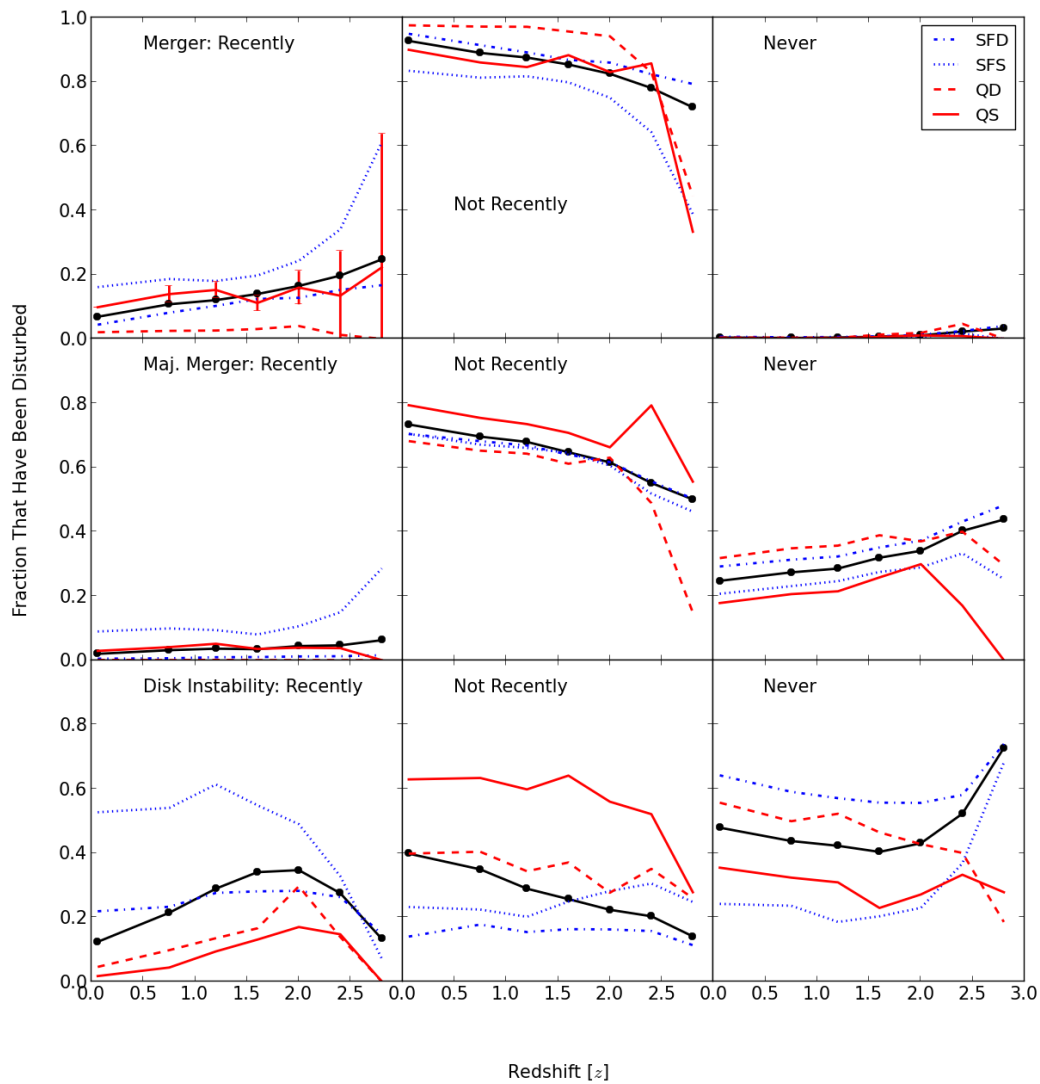 Merger: Recently
Not Recently
Never
SFD
SFS
QD
QS
1.0
0.8
0.6
0.4
0.2
0.0
Maj. Merger: Recently
Not Recently
Never
0.8
0.6
0.4
0.2
0.0
Disk Instability: Recently
Not Recently
Never
0.8
0.6
0.4
0.2
0.0
0.0 0.5 1.0 1.5 2.0 2.5
0.0 0.5 1.0 1.5 2.0 2.5
0.0 0.5 1.0 1.5 2.0 2.5 3.0
Fraction That Have Been Disturbed
Redshift [z]